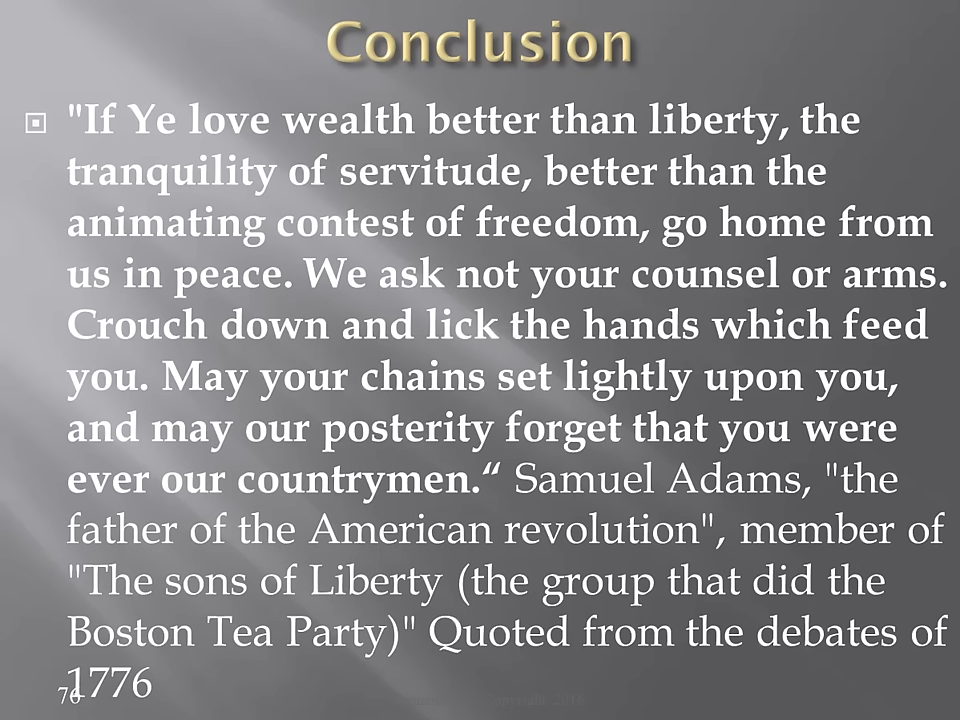 Conclusion
"If Ye love wealth better than liberty, the
tranquility of servitude, better than the
animating contest of freedom, go home from
us in peace. We ask not your counsel or arms.
Crouch down and lick the hands which feed
you. May your chains set lightly upon you,
and may our posterity forget that you were
ever our countrymen.“ Samuel Adams, "the
father of the American revolution", member of
"The sons of Liberty (the group that did the
Boston Tea Party)" Quoted from the debates of
1776
76
2016